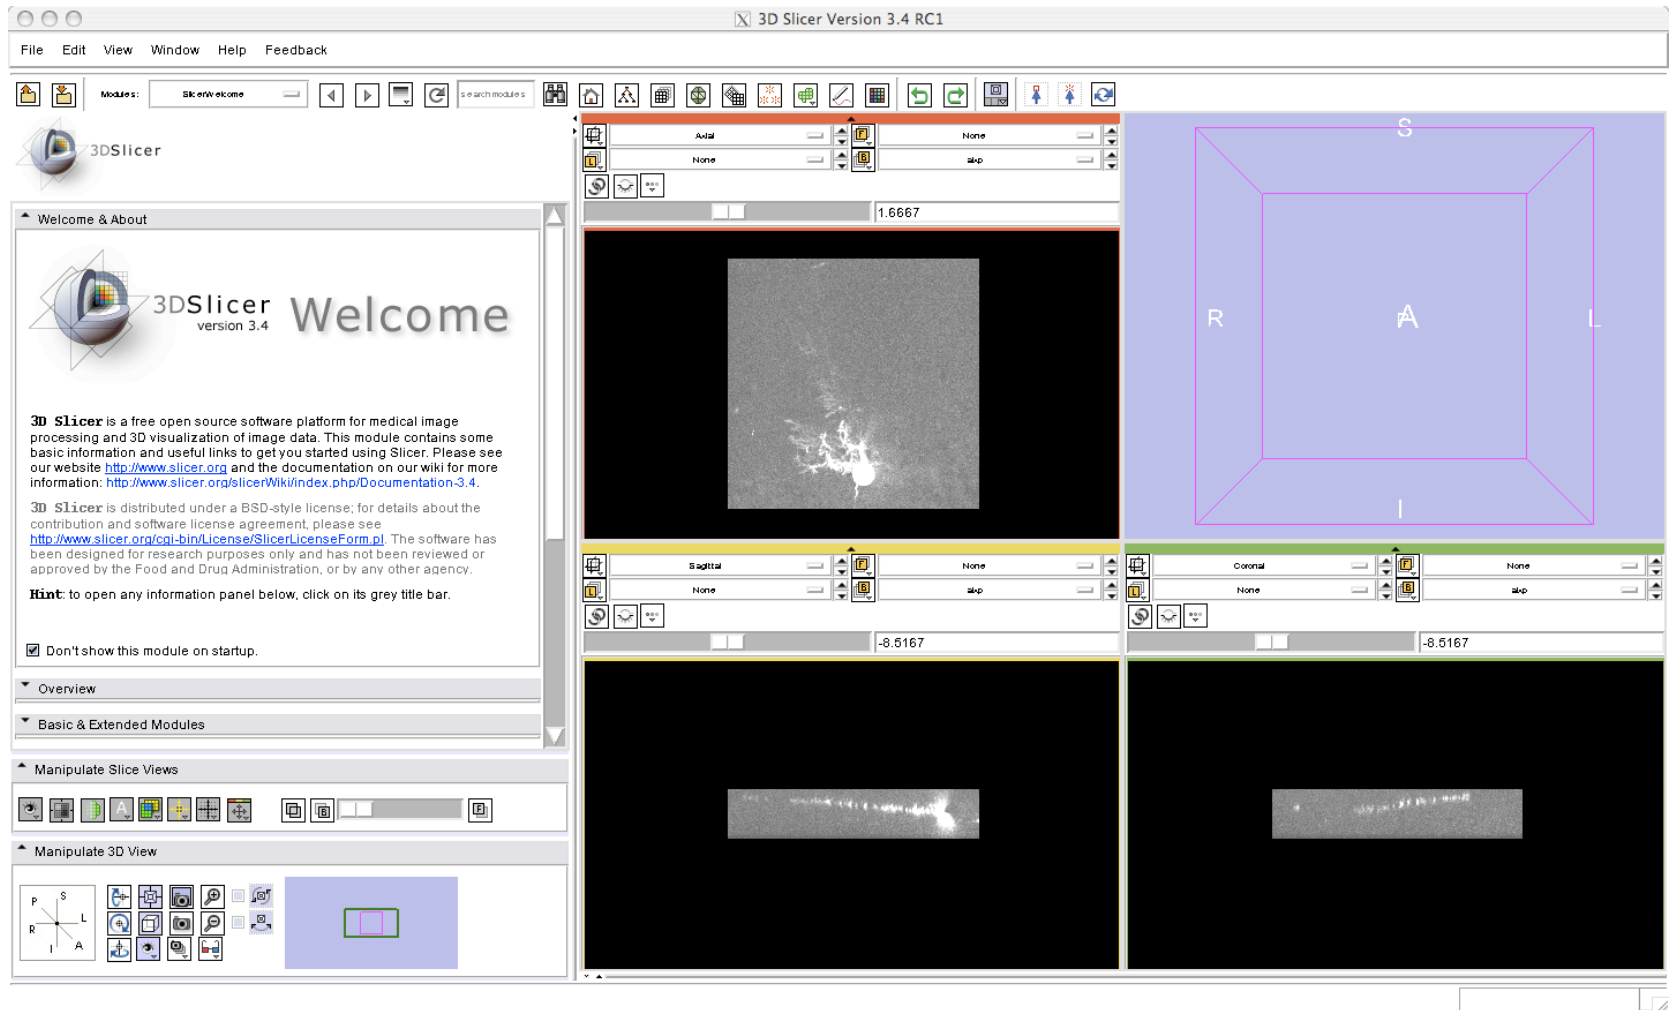 3D Slicer Version 3.4 RC1
File Edit View Window Help Feedback
Modules: SlicerWelcome search modules
3DSlicer
Welcome & About
3DSlicer
version 3.4
Welcome
3D Slicer is a free open source software platform for medical image
processing and 3D visualization of image data. This module contains some
basic information and useful links to get you started using Slicer. Please see
our website http://www.slicer.org and the documentation on our wiki for more
information: http://www.slicer.org/slicerWiki/index.php/Documentation-3.4.
3D Slicer is distributed under a BSD-style license; for details about the
contribution and software license agreement, please see
http://www.slicer.org/cgi-bin/License/SlicerLicenseForm.pl. The software has
been designed for research purposes only and has not been reviewed or
approved by the Food and Drug Administration, or by any other agency.
Hint: to open any information panel below, click on its grey title bar.
Don't show this module on startup.
Overview
Basic & Extended Modules
Manipulate Slice Views
A B F
Manipulate 3D View
P S
R L
I A
Axial F None
L None B
1.6667
S
R A L
I
Sagittal F None
L None B
-8.5167
Coronal F None
L None B
-8.5167